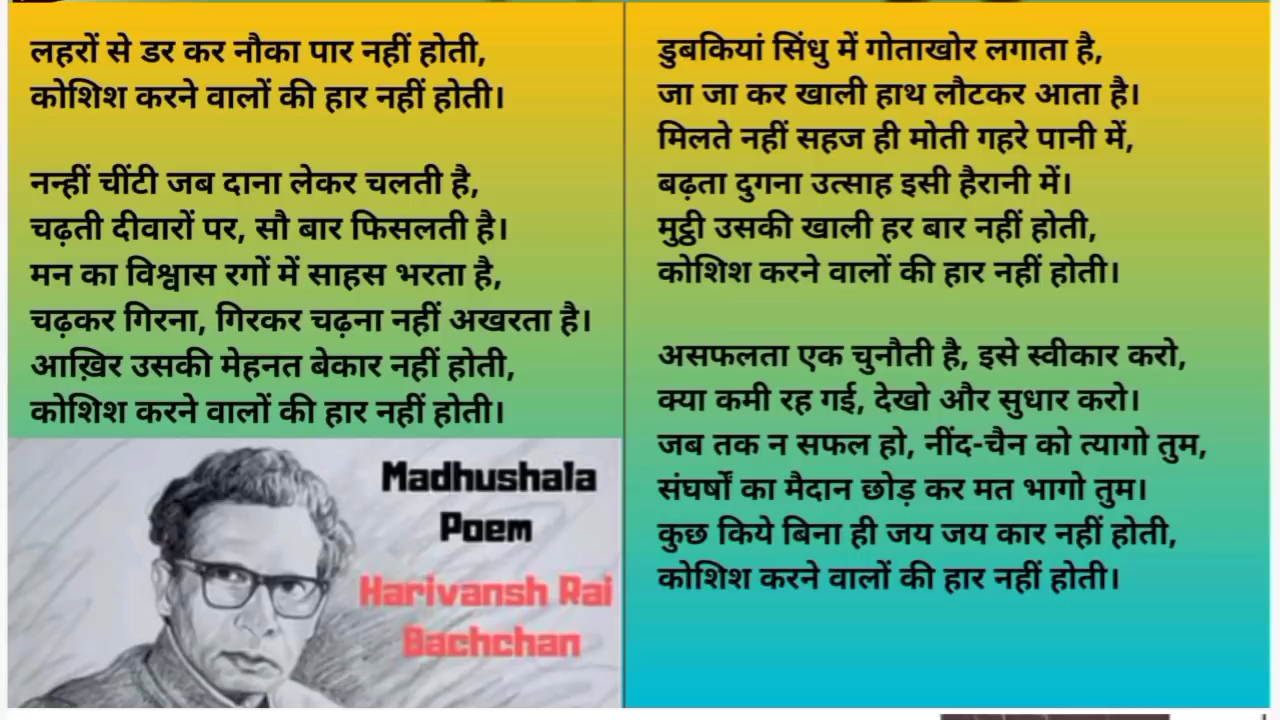 लहरों से डर कर नौका पार नहीं होती,
कोशिश करने वालों की हार नहीं होती।
नन्हीं चींटी जब दाना लेकर चलती है,
चढ़ती दीवारों पर, सौ बार फिसलती है।
मन का विश्वास रगों में साहस भरता है,
चढ़कर गिरना, गिरकर चढ़ना नहीं अखरता है।
आख़िर उसकी मेहनत बेकार नहीं होती,
कोशिश करने वालों की हार नहीं होती।
Madhushala
Poem
Harivansh Rai
Bachchan
डुबकियां सिंधु में गोताखोर लगाता है,
जा जा कर खाली हाथ लौटकर आता है।
मिलते नहीं सहज ही मोती गहरे पानी में,
बढ़ता दुगना उत्साह इसी हैरानी में।
मुट्ठी उसकी खाली हर बार नहीं होती,
कोशिश करने वालों की हार नहीं होती।
असफलता एक चुनौती है, इसे स्वीकार करो,
क्या कमी रह गई, देखो और सुधार करो।
जब तक न सफल हो, नींद-चैन को त्यागो तुम,
संघर्षों का मैदान छोड़ कर मत भागो तुम।
कुछ किये बिना ही जय जय कार नहीं होती,
कोशिश करने वालों की हार नहीं होती।